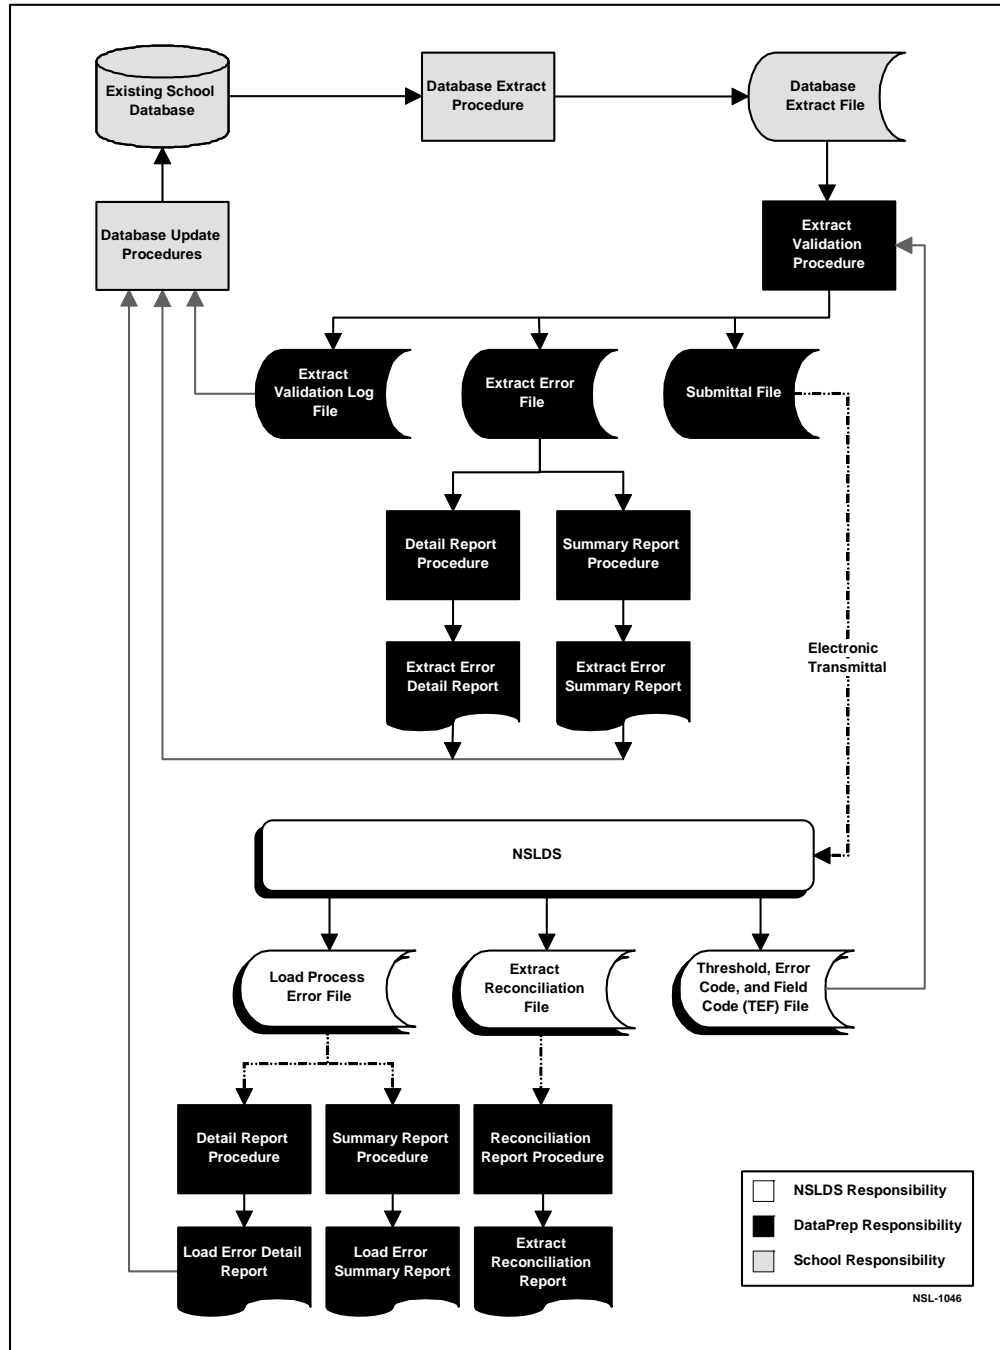 Existing School
Database
Database Extract
Procedure
Database
Extract File
Database Update
Procedures
Extract
Validation
Procedure
Extract
Validation Log
File
Extract Error
File
Submittal File
Detail Report
Procedure
Summary Report
Procedure
Extract Error
Detail Report
Extract Error
Summary Report
Electronic
Transmittal
NSLDS
Load Process
Error File
Extract
Reconciliation
File
Threshold, Error
Code, and Field
Code (TEF) File
Detail Report
Procedure
Summary Report
Procedure
Reconciliation
Report Procedure
Load Error Detail
Report
Load Error
Summary Report
Extract
Reconciliation
Report
NSLDS Responsibility
DataPrep Responsibility
School Responsibility
NSL-1046